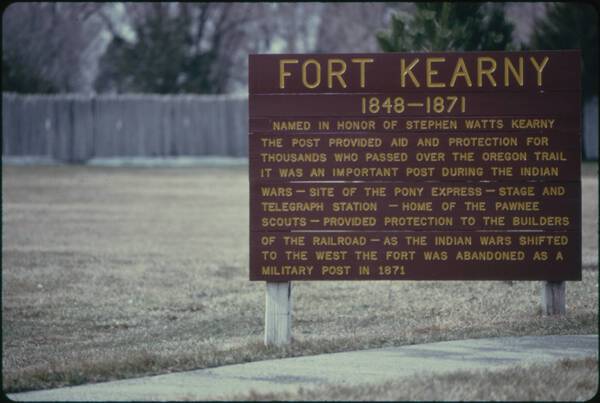 FORT KEARNY
1848—1871
NAMED IN HONOR OF STEPHEN WATTS KEARNY
THE POST PROVIDED AID AND PROTECTION FOR
THOUSANDS WHO PASSED OVER THE OREGON TRAIL
IT WAS AN IMPORTANT POST DURING THE INDIAN
WARS — SITE OF THE PONY EXPRESS — STAGE AND
TELEGRAPH STATION — HOME OF THE PAWNEE
SCOUTS — PROVIDED PROTECTION TO THE BUILDERS
OF THE RAILROAD — AS THE INDIAN WARS SHIFTED
TO THE WEST THE FORT WAS ABANDONED AS A
MILITARY POST IN 1871